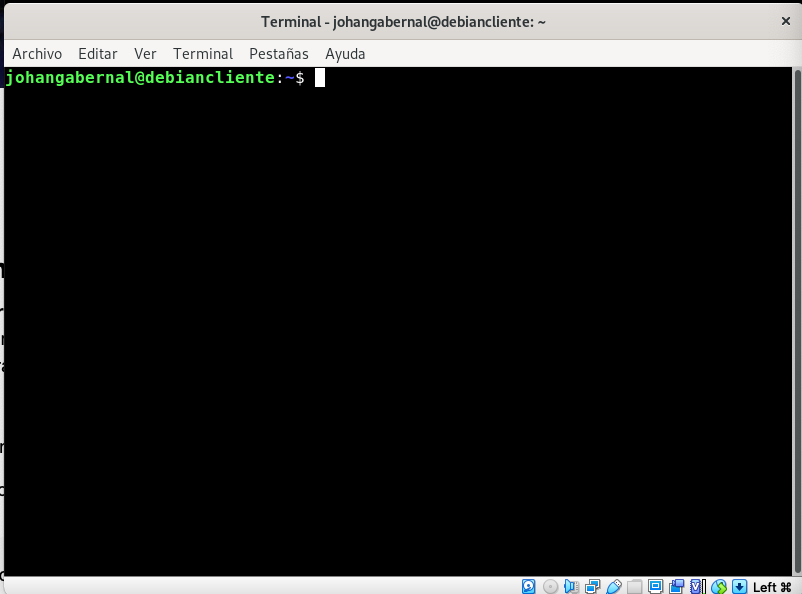 Terminal - johangabernal@debiancliente: ~
Archivo Editar Ver Terminal Pestañas Ayuda
johangabernal@debiancliente:~$
Left ⌘